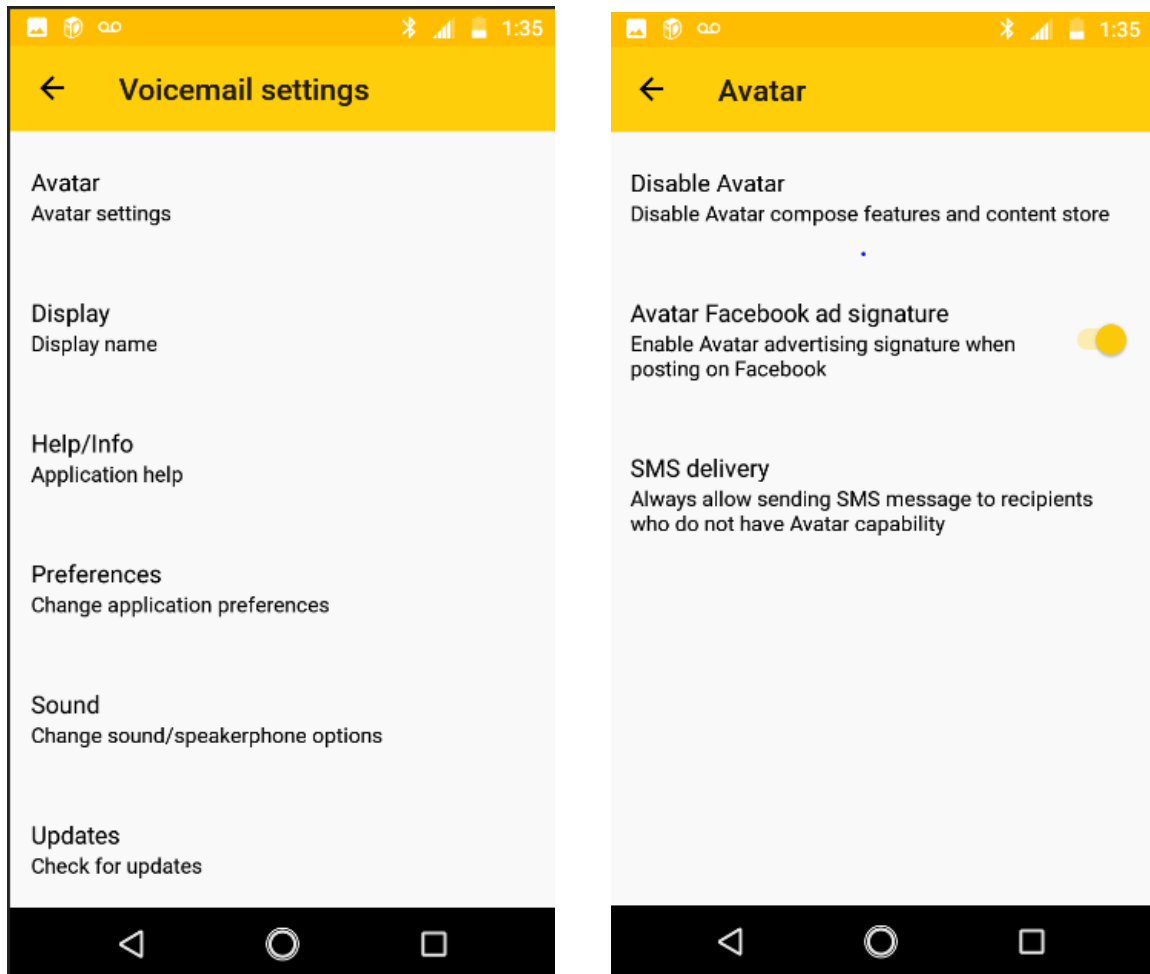 1:35
Voicemail settings
Avatar
Avatar settings
Display
Display name
Help/Info
Application help
Preferences
Change application preferences
Sound
Change sound/speakerphone options
Updates
Check for updates
1:35
Avatar
Disable Avatar
Disable Avatar compose features and content store
Avatar Facebook ad signature
Enable Avatar advertising signature when
posting on Facebook
SMS delivery
Always allow sending SMS message to recipients
who do not have Avatar capability